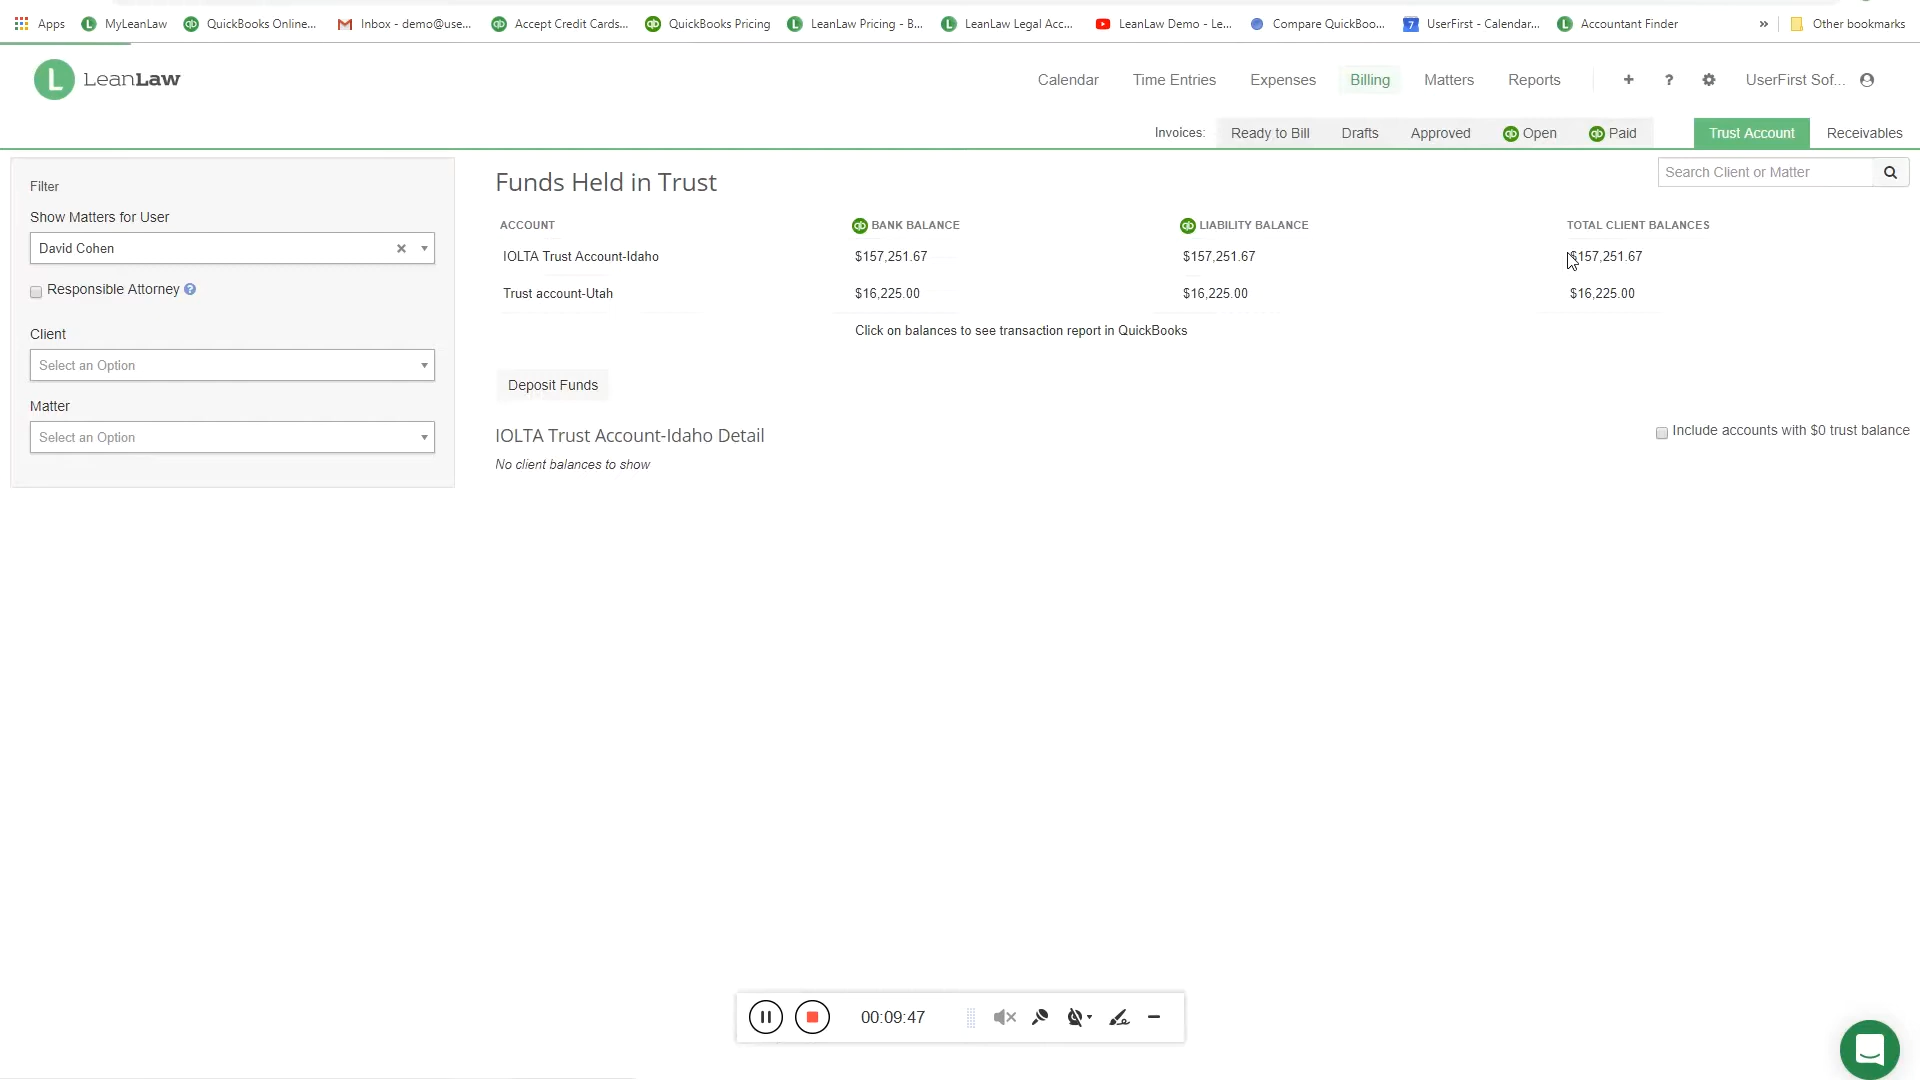 Apps MyLeanLaw QuickBooks Online... Inbox - demo@use... Accept Credit Cards... QuickBooks Pricing LeanLaw Pricing - B... LeanLaw Legal Acc... LeanLaw Demo - Le... Compare QuickBoo... 7 UserFirst - Calendar... Accountant Finder » Other bookmarks
L LeanLaw Calendar Time Entries Expenses Billing Matters Reports + ? UserFirst Sof...
Invoices: Ready to Bill Drafts Approved qb Open qb Paid Trust Account Receivables
Filter
Show Matters for User
David Cohen
Responsible Attorney ?
Client
Select an Option
Matter
Select an Option
Funds Held in Trust
Search Client or Matter
ACCOUNT qb BANK BALANCE qb LIABILITY BALANCE TOTAL CLIENT BALANCES
IOLTA Trust Account-Idaho $157,251.67 $157,251.67 $157,251.67
Trust account-Utah $16,225.00 $16,225.00 $16,225.00
Click on balances to see transaction report in QuickBooks
Deposit Funds
IOLTA Trust Account-Idaho Detail
Include accounts with $0 trust balance
No client balances to show
00:09:47